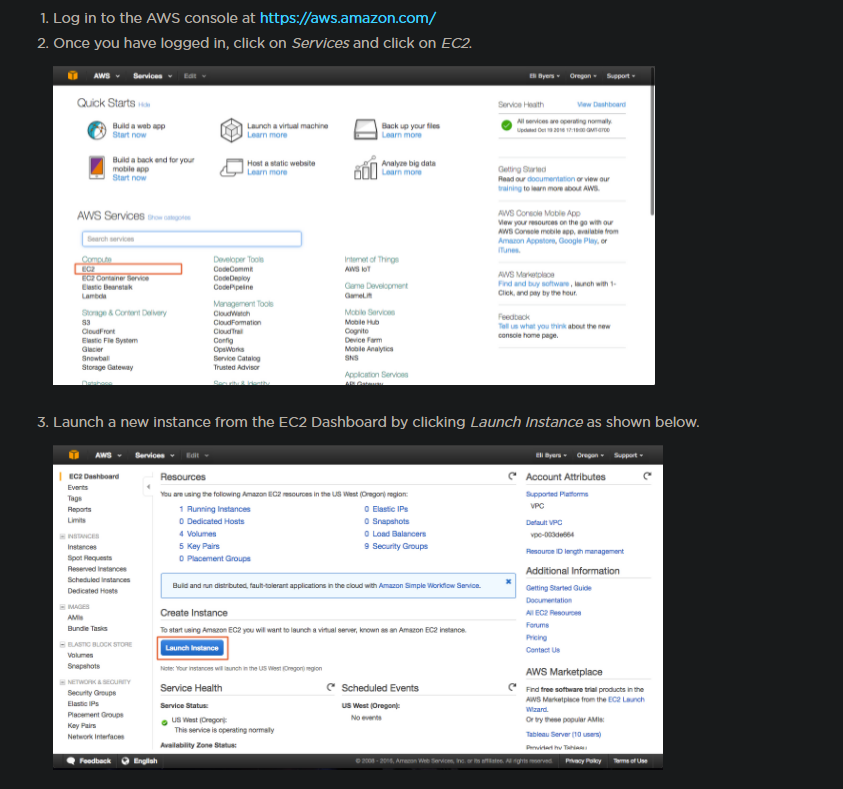 1. Log in to the AWS console at https://aws.amazon.com/
2. Once you have logged in, click on Services and click on EC2.
AWS Services Edit Eli Byers Oregon Support
Quick Starts Hide
Build a web app
Start now
Launch a virtual machine
Learn more
Back up your files
Learn more
Build a back end for your
mobile app
Start now
Host a static website
Learn more
Analyze big data
Learn more
AWS Services Show categories
Search services
Compute
EC2
EC2 Container Service
Elastic Beanstalk
Lambda
Storage & Content Delivery
S3
CloudFront
Elastic File System
Glacier
Snowball
Storage Gateway
Database
Developer Tools
CodeCommit
CodeDeploy
CodePipeline
Management Tools
CloudWatch
CloudFormation
CloudTrail
Config
OpsWorks
Service Catalog
Trusted Advisor
Security & Identity
Internet of Things
AWS IoT
Game Development
GameLift
Mobile Services
Mobile Hub
Cognito
Device Farm
Mobile Analytics
SNS
Application Services
API Gateway
Service Health View Dashboard
All services are operating normally.
Updated Oct 18 2016 17:18:00 GMT-0700
Getting Started
Read our documentation or view our
training to learn more about AWS.
AWS Console Mobile App
View your resources on the go with our
AWS Console mobile app, available from
Amazon Appstore, Google Play, or
iTunes.
AWS Marketplace
Find and buy software, launch with 1-
Click, and pay by the hour.
Feedback
Tell us what you think about the new
console home page.
3. Launch a new instance from the EC2 Dashboard by clicking Launch Instance as shown below.
AWS Services Edit Eli Byers Oregon Support
EC2 Dashboard
Events
Tags
Reports
Limits
INSTANCES
Instances
Spot Requests
Reserved Instances
Scheduled Instances
Dedicated Hosts
IMAGES
AMIs
Bundle Tasks
ELASTIC BLOCK STORE
Volumes
Snapshots
NETWORK & SECURITY
Security Groups
Elastic IPs
Placement Groups
Key Pairs
Network Interfaces
Resources
You are using the following Amazon EC2 resources in the US West (Oregon) region:
1 Running Instances
0 Dedicated Hosts
4 Volumes
5 Key Pairs
0 Placement Groups
0 Elastic IPs
0 Snapshots
0 Load Balancers
9 Security Groups
Build and run distributed, fault-tolerant applications in the cloud with Amazon Simple Workflow Service.
Create Instance
To start using Amazon EC2 you will want to launch a virtual server, known as an Amazon EC2 instance.
Launch Instance
Note: Your instances will launch in the US West (Oregon) region
Service Health
Service Status:
US West (Oregon):
This service is operating normally
Availability Zone Status:
Scheduled Events
US West (Oregon):
No events
Account Attributes
Supported Platforms
VPC
Default VPC
vpc-003de664
Resource ID length management
Additional Information
Getting Started Guide
Documentation
All EC2 Resources
Forums
Pricing
Contact Us
AWS Marketplace
Find free software trial products in the
AWS Marketplace from the EC2 Launch
Wizard.
Or try these popular AMIs:
Tableau Server (10 users)
Provided by Tableau
Feedback English © 2008 - 2016, Amazon Web Services, Inc. or its affiliates. All rights reserved. Privacy Policy Terms of Use